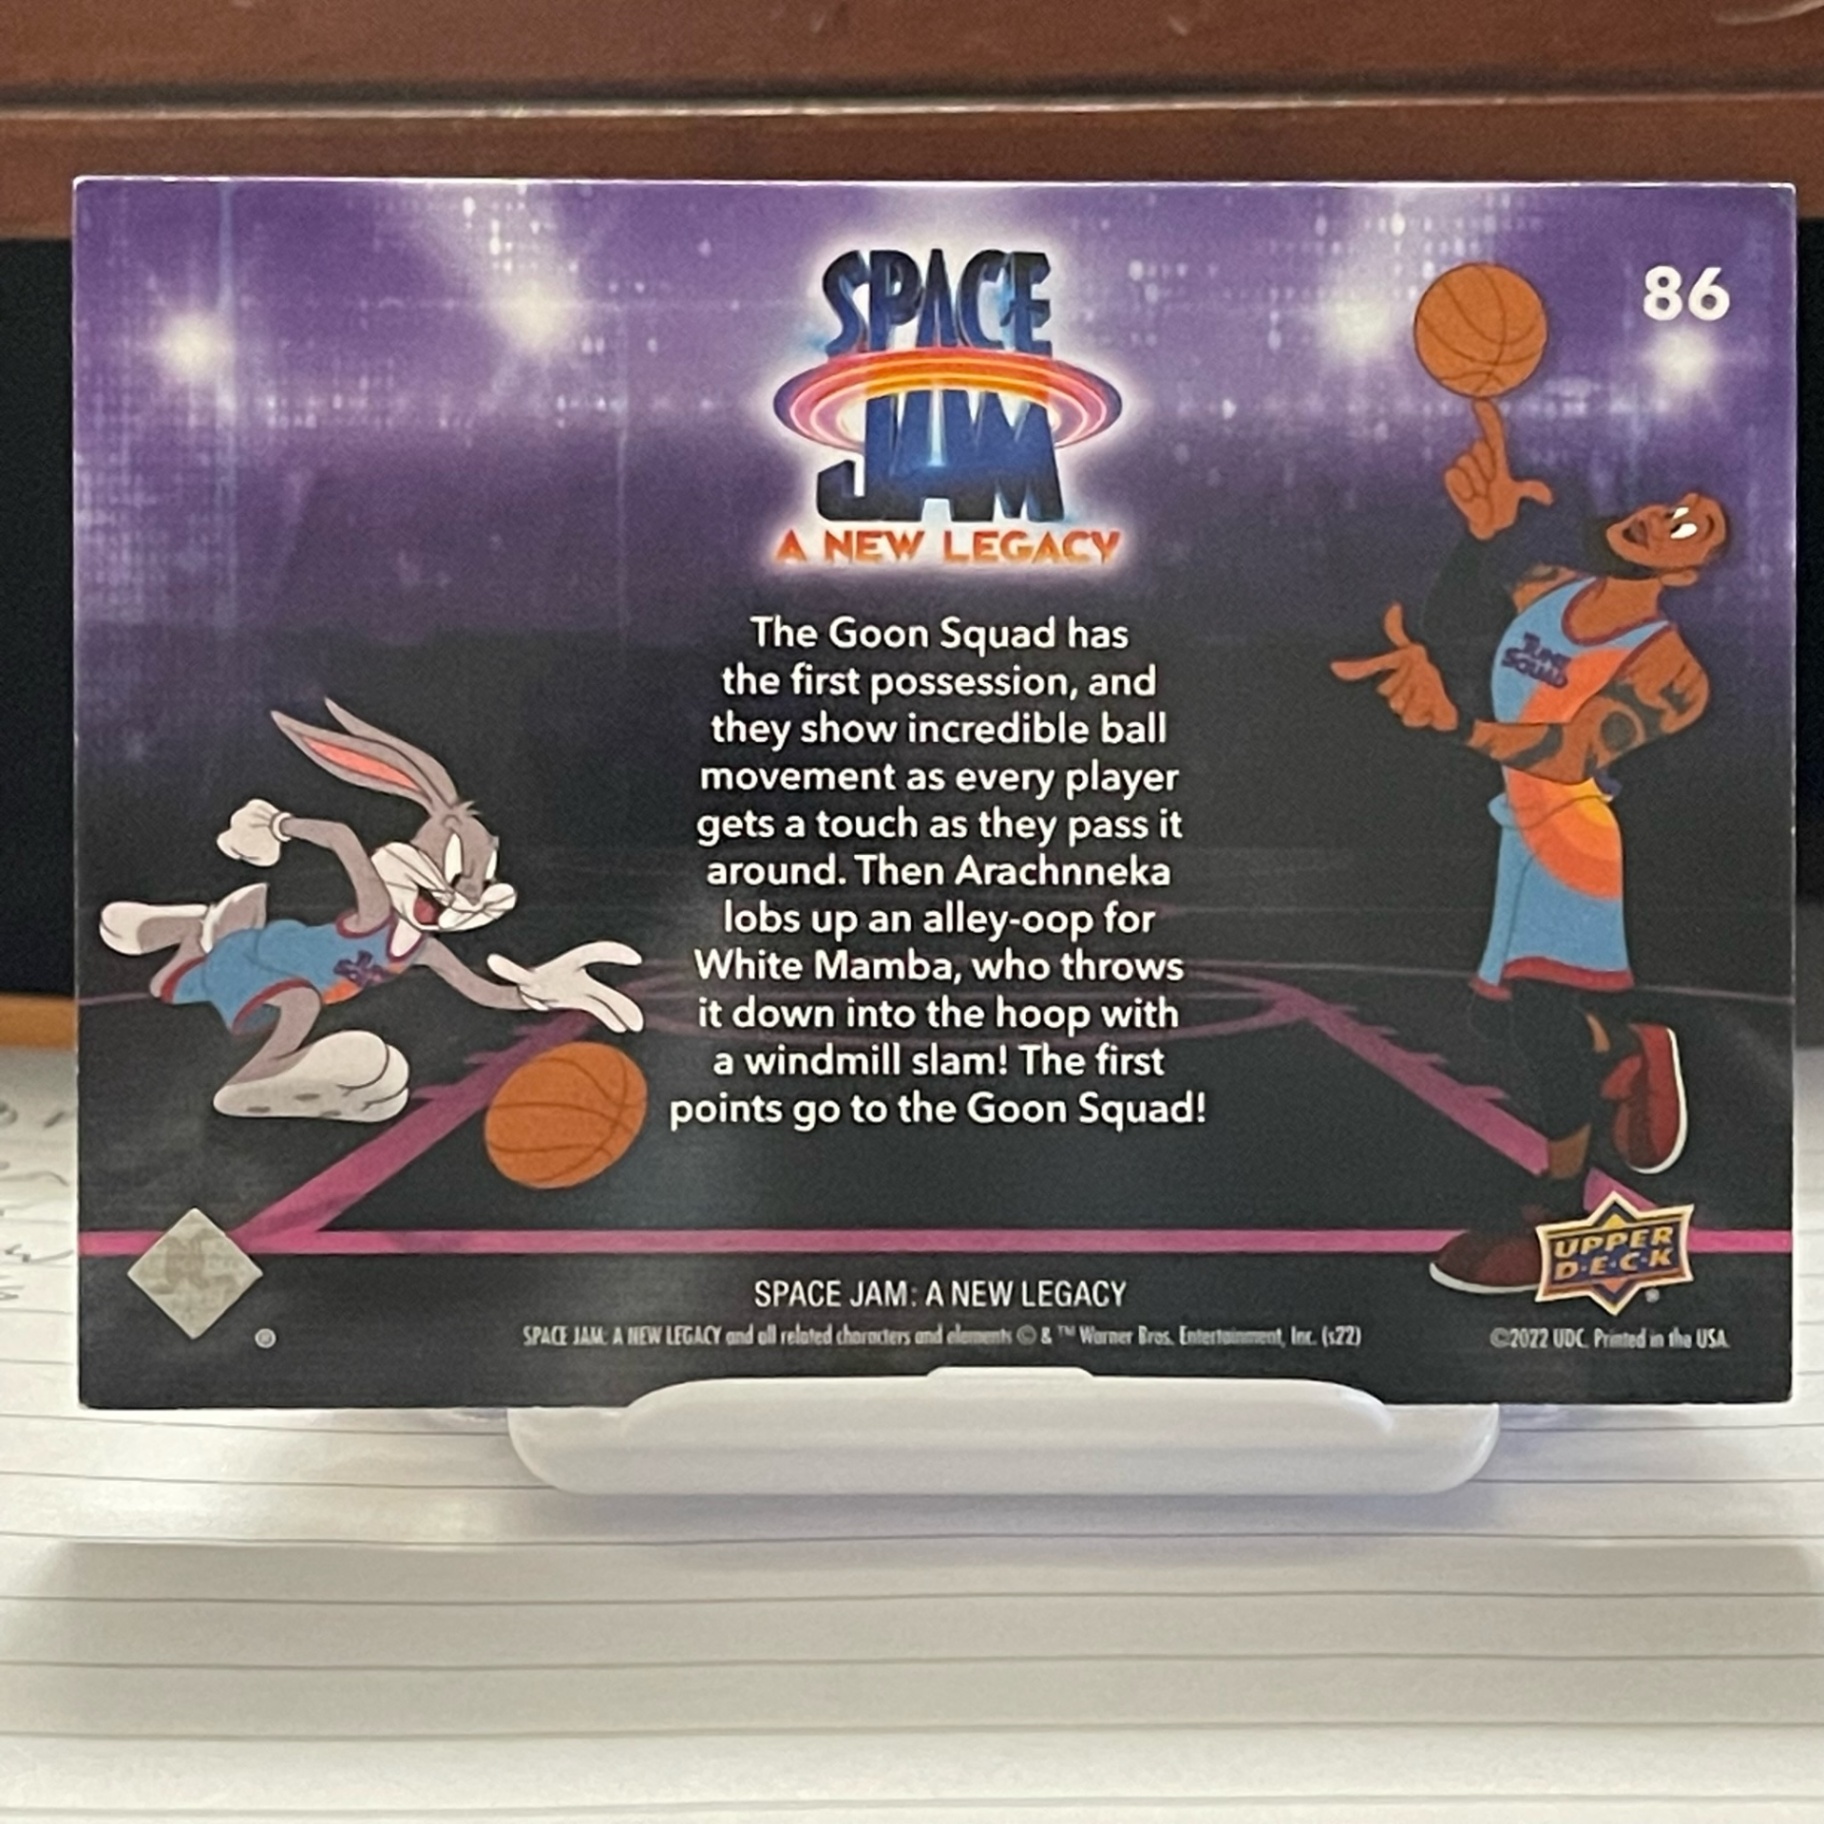 SPACE
JAM
A NEW LEGACY
86
TUNE
SQUAD
The Goon Squad has
the first possession, and
they show incredible ball
movement as every player
gets a touch as they pass it
around. Then Arachnneka
lobs up an alley-oop for
White Mamba, who throws
it down into the hoop with
a windmill slam! The first
points go to the Goon Squad!
UPPER
D·E·C·K
®
SPACE JAM: A NEW LEGACY
SPACE JAM: A NEW LEGACY and all related characters and elements © & ™ Warner Bros. Entertainment, Inc. (s22)
©2022 UDC. Printed in the USA.